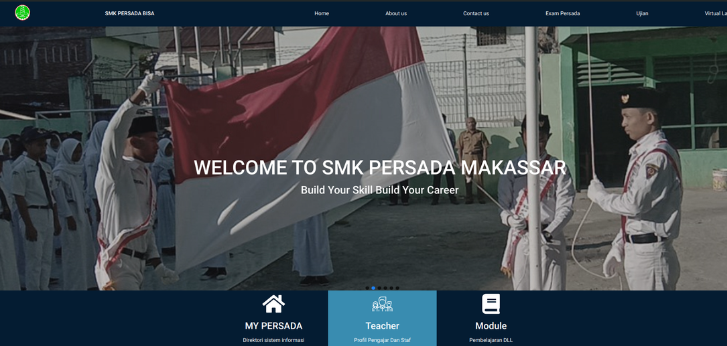 SMK PERSADA BISA Home About us Contact us Exam Persada Ujian Virtual La
WELCOME TO SMK PERSADA MAKASSAR
Build Your Skill Build Your Career
MY PERSADA
Direktori sistem informasi
Teacher
Profil Pengajar Dan Staf
Module
Pembelajaran DLL